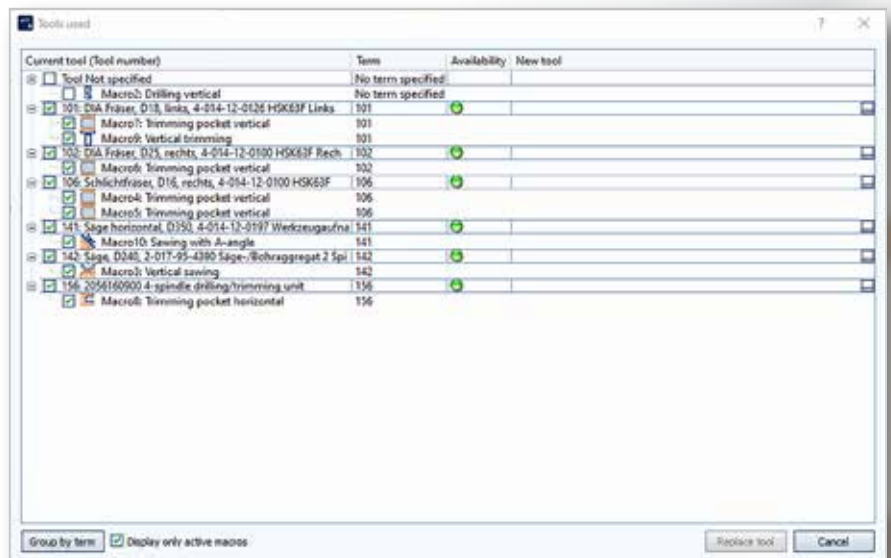 Tools used
Current tool (Tool number) Term Availability New tool
Tool Not specified No term specified
Macro2: Drilling vertical No term specified
101: DIA Fräser, D18, links, 4-014-12-0126 HSK63F Links 101
Macro7: Trimming pocket vertical 101
Macro9: Vertical trimming 101
102: DIA Fräser, D25, rechts, 4-014-12-0100 HSK63F Rech 102
Macro6: Trimming pocket vertical 102
106: Schlichtfräser, D16, rechts, 4-014-12-0100 HSK63F 106
Macro4: Trimming pocket vertical 106
Macro5: Trimming pocket vertical 106
141: Säge horizontal, D350, 4-014-12-0197 Werkzeugaufna 141
Macro10: Sawing with A-angle 141
142: Säge, D240, 2-017-95-4390 Säge-/Bohraggregat 2 Spi 142
Macro3: Vertical sawing 142
156: 2056160900 4-spindle drilling/trimming unit 156
Macro8: Trimming pocket horizontal 156
Group by term Display only active macros Replace tool Cancel